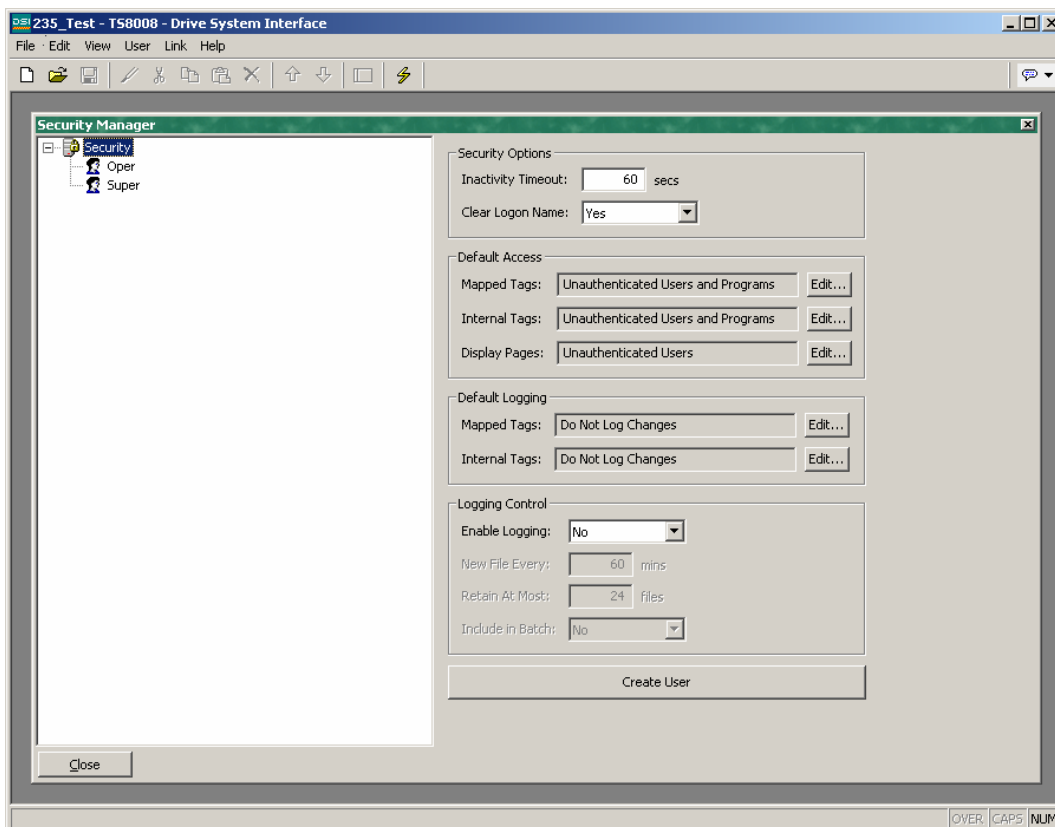 DSI 235_Test - TS8008 - Drive System Interface
File Edit View User Link Help
Security Manager
Security
Oper
Super
Security Options
Inactivity Timeout: 60 secs
Clear Logon Name: Yes
Default Access
Mapped Tags: Unauthenticated Users and Programs Edit...
Internal Tags: Unauthenticated Users and Programs Edit...
Display Pages: Unauthenticated Users Edit...
Default Logging
Mapped Tags: Do Not Log Changes Edit...
Internal Tags: Do Not Log Changes Edit...
Logging Control
Enable Logging: No
New File Every: 60 mins
Retain At Most: 24 files
Include in Batch: No
Create User
Close
OVER CAPS NUM